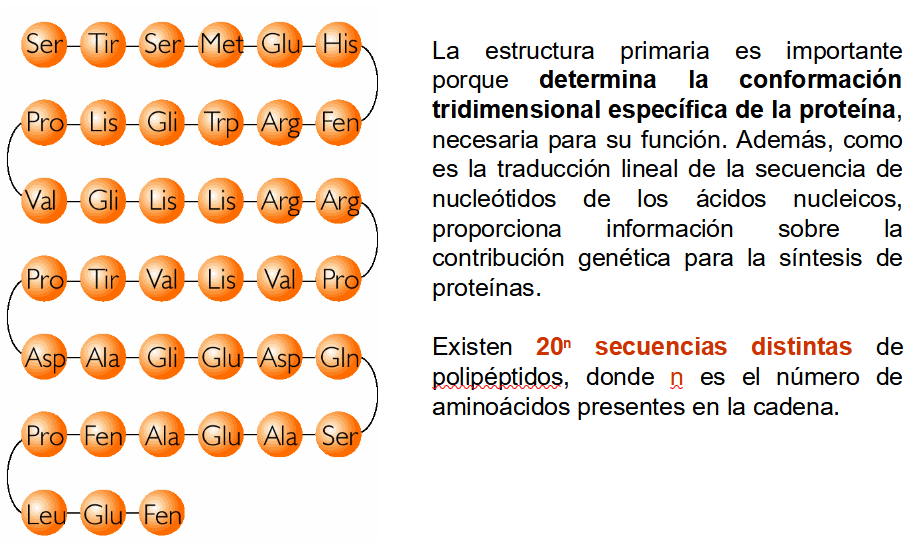 Ser Tir Ser Met Glu His
Pro Lis Gli Trp Arg Fen
Val Gli Lis Lis Arg Arg
Pro Tir Val Lis Val Pro
Asp Ala Gli Glu Asp Gln
Pro Fen Ala Glu Ala Ser
Leu Glu Fen
La estructura primaria es importante
porque determina la conformación
tridimensional específica de la proteína,
necesaria para su función. Además, como
es la traducción lineal de la secuencia de
nucleótidos de los ácidos nucleicos,
proporciona información sobre la
contribución genética para la síntesis de
proteínas.
Existen 20ⁿ secuencias distintas de
polipéptidos, donde n es el número de
aminoácidos presentes en la cadena.